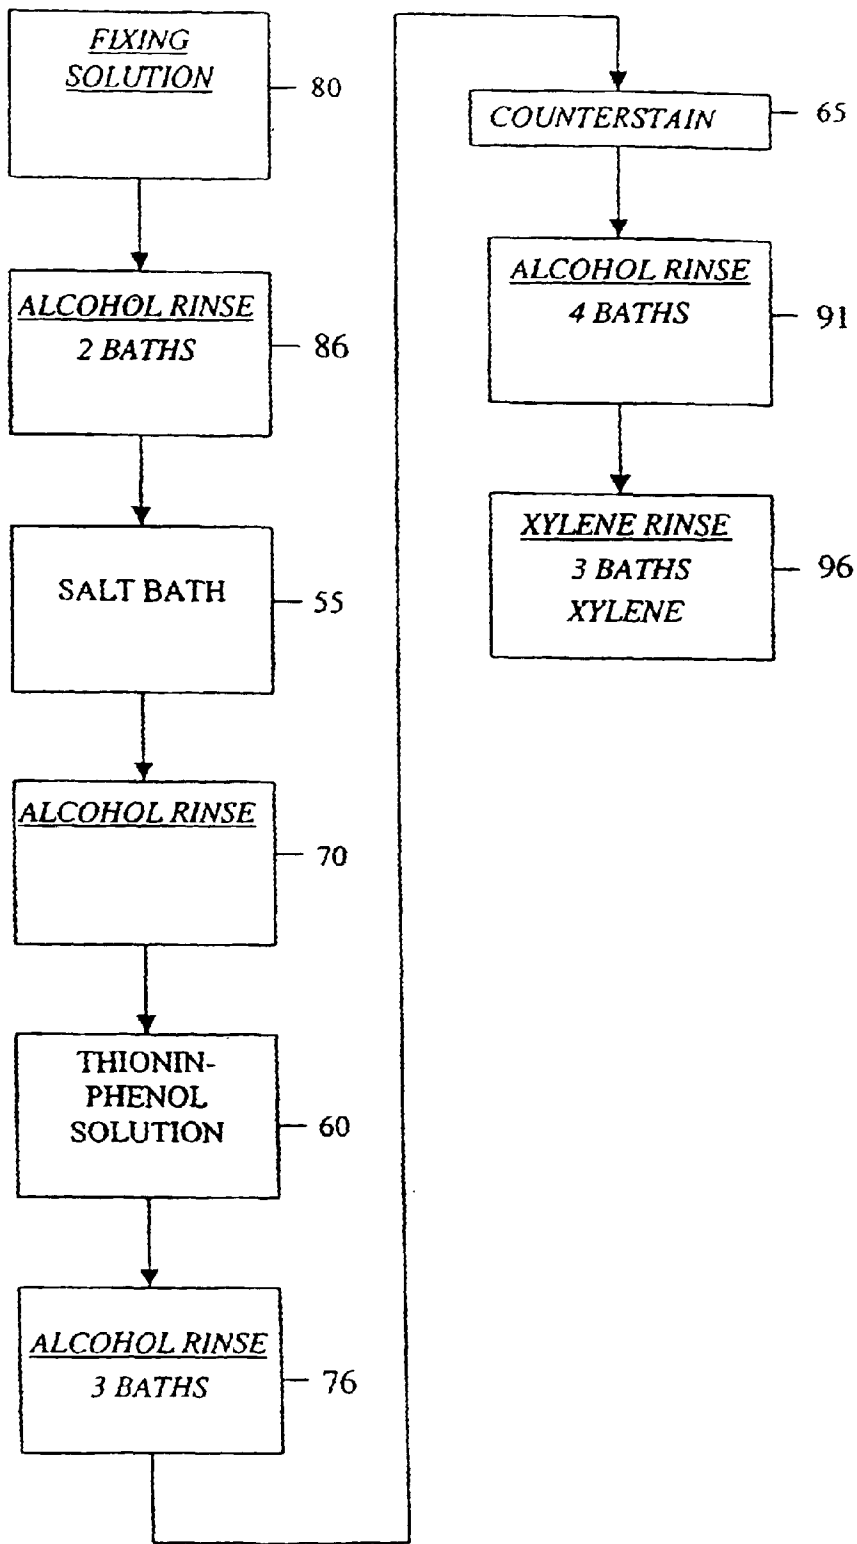 FIXING
SOLUTION
80
ALCOHOL RINSE
2 BATHS
86
SALT BATH
55
ALCOHOL RINSE
70
THIONIN-
PHENOL
SOLUTION
60
ALCOHOL RINSE
3 BATHS
76
COUNTERSTAIN
65
ALCOHOL RINSE
4 BATHS
91
XYLENE RINSE
3 BATHS
XYLENE
96